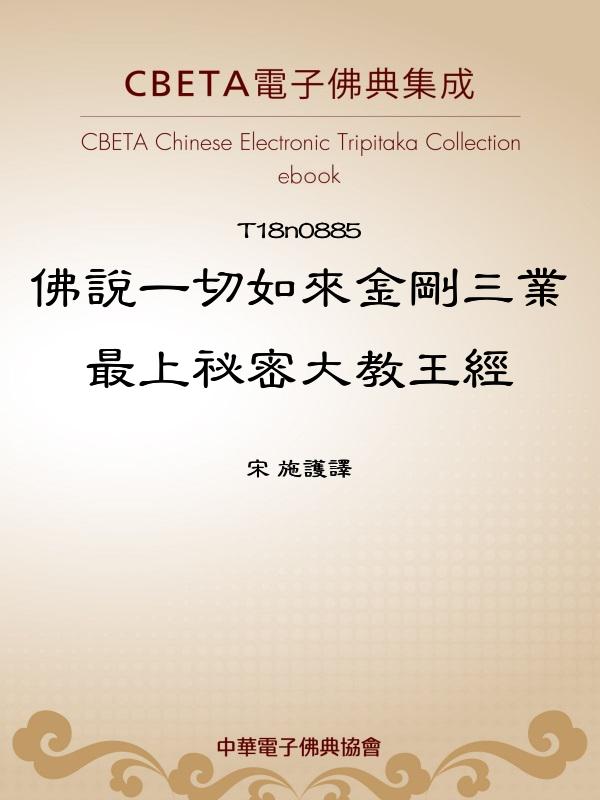 CBETA電子佛典集成
CBETA Chinese Electronic Tripitaka Collection
ebook
T18n0885
佛說一切如來金剛三業
最上祕密大教王經
宋 施護譯
中華電子佛典協會